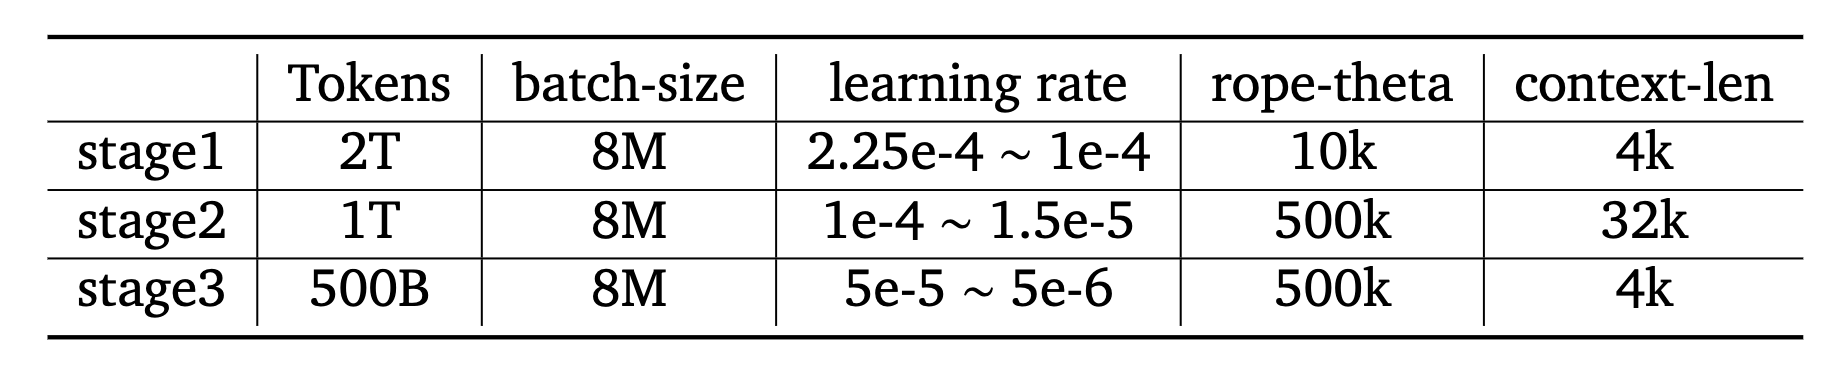 Tokens batch-size learning rate rope-theta context-len
stage1 2T 8M 2.25e-4 ~ 1e-4 10k 4k
stage2 1T 8M 1e-4 ~ 1.5e-5 500k 32k
stage3 500B 8M 5e-5 ~ 5e-6 500k 4k